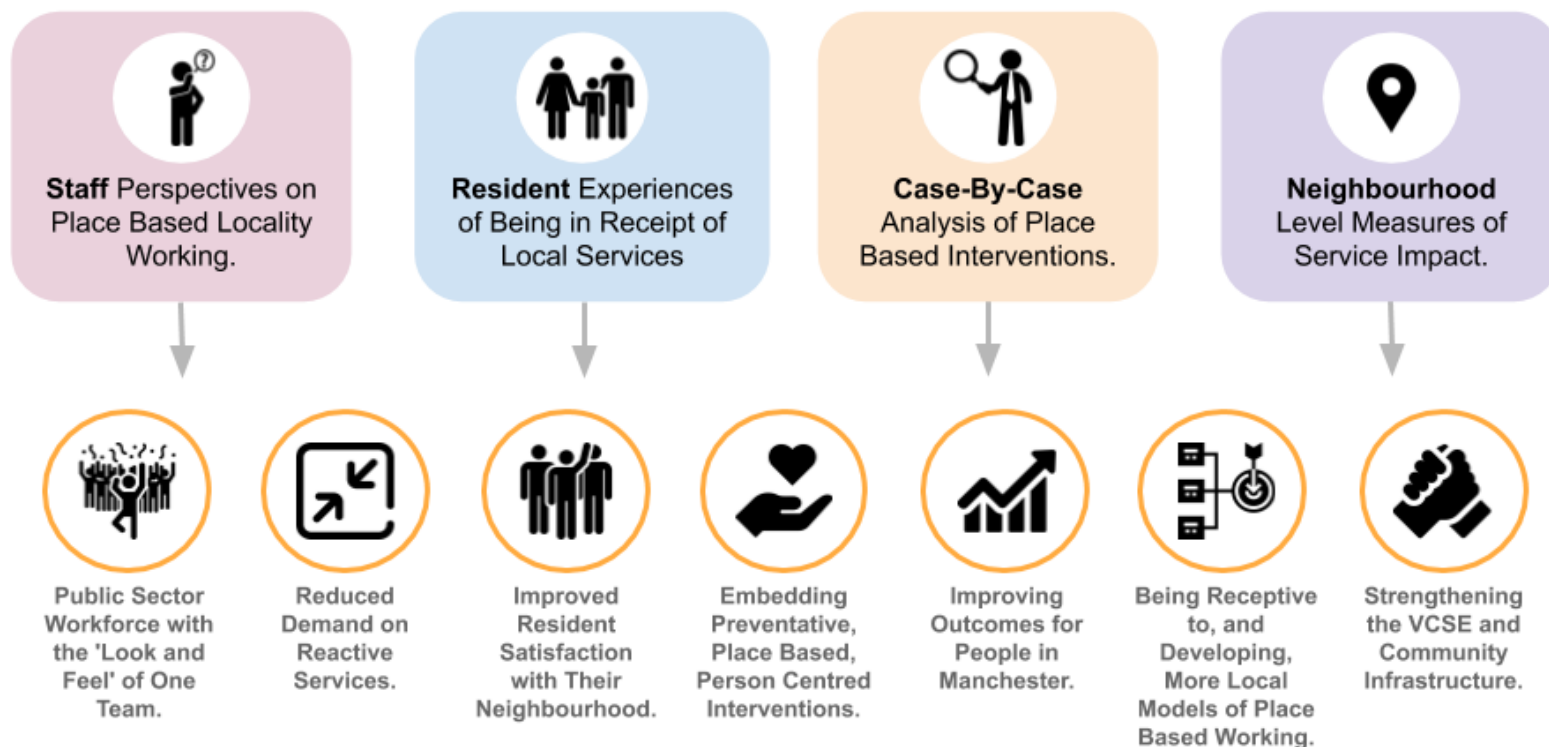 ?
Staff Perspectives on
Place Based Locality
Working.
Resident Experiences
of Being in Receipt of
Local Services
Case-By-Case
Analysis of Place
Based Interventions.
Neighbourhood
Level Measures of
Service Impact.
Public Sector
Workforce with
the 'Look and
Feel' of One
Team.
Reduced
Demand on
Reactive
Services.
Improved
Resident
Satisfaction
with Their
Neighbourhood.
Embedding
Preventative,
Place Based,
Person Centred
Interventions.
Improving
Outcomes for
People in
Manchester.
Being Receptive
to, and
Developing,
More Local
Models of Place
Based Working.
Strengthening
the VCSE and
Community
Infrastructure.